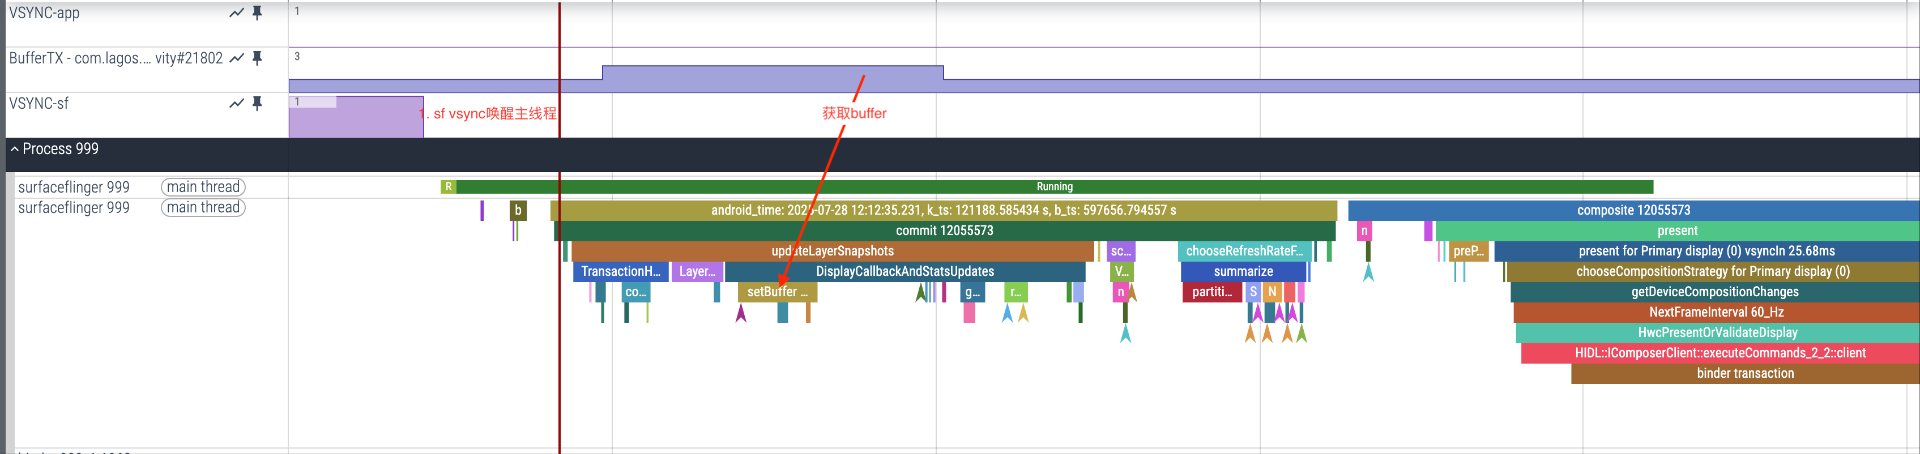 VSYNC-app
1
BufferTX - com.lagos.... vity#21802
3
VSYNC-sf
1
1. sf vsync唤醒主线程
获取buffer
Process 999
surfaceflinger 999 main thread
R
Running
surfaceflinger 999 main thread
b
android_time: 2025-07-28 12:12:35.231, k_ts: 121188.585434 s, b_ts: 597656.794557 s
composite 12055573
commit 12055573
n
present
updateLayerSnapshots
sc...
chooseRefreshRateF...
preP...
present for Primary display (0) vsyncIn 25.68ms
TransactionH...
Layer...
DisplayCallbackAndStatsUpdates
V...
summarize
chooseCompositionStrategy for Primary display (0)
co...
setBuffer ...
g...
r...
n
partiti...
S
N
getDeviceCompositionChanges
NextFrameInterval 60_Hz
HwcPresentOrValidateDisplay
HIDL::IComposerClient::executeCommands_2_2::client
binder transaction